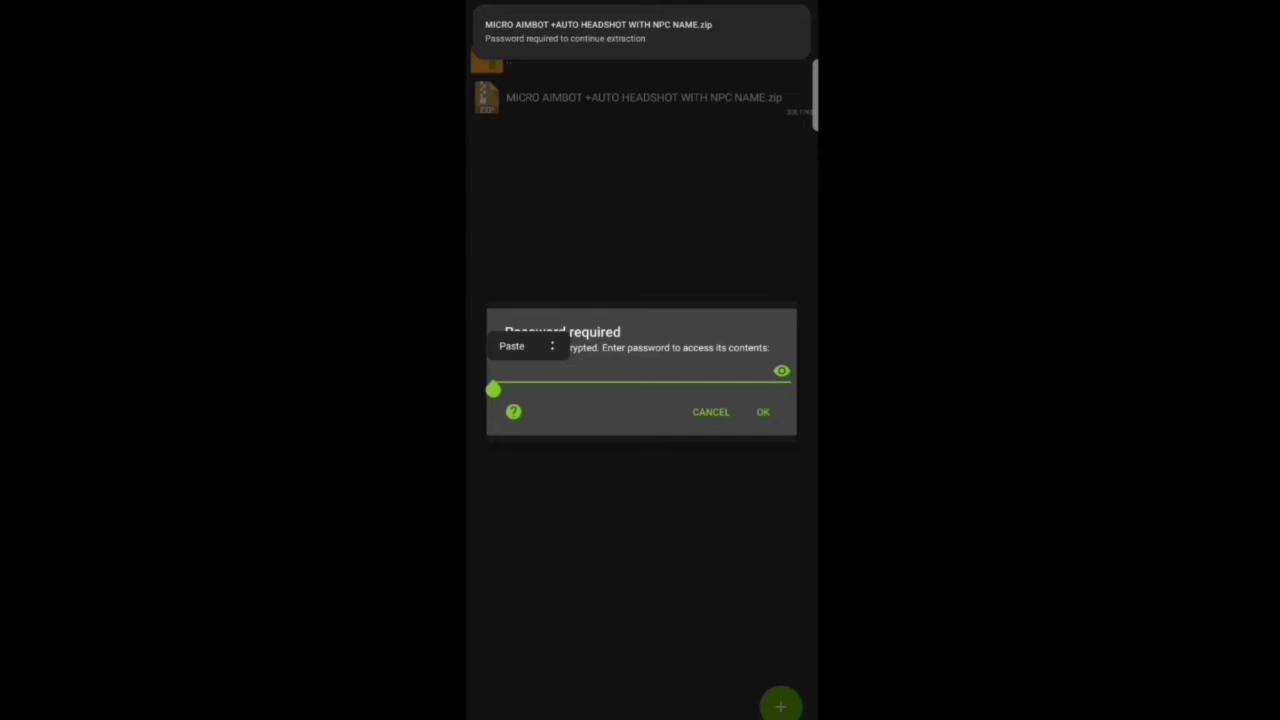 MICRO AIMBOT +AUTO HEADSHOT WITH NPC NAME.zip
Password required to continue extraction
..
MICRO AIMBOT +AUTO HEADSHOT WITH NPC NAME.zip
ZIP
required
Paste
rypted. Enter password to access its contents:
?
CANCEL
OK
+